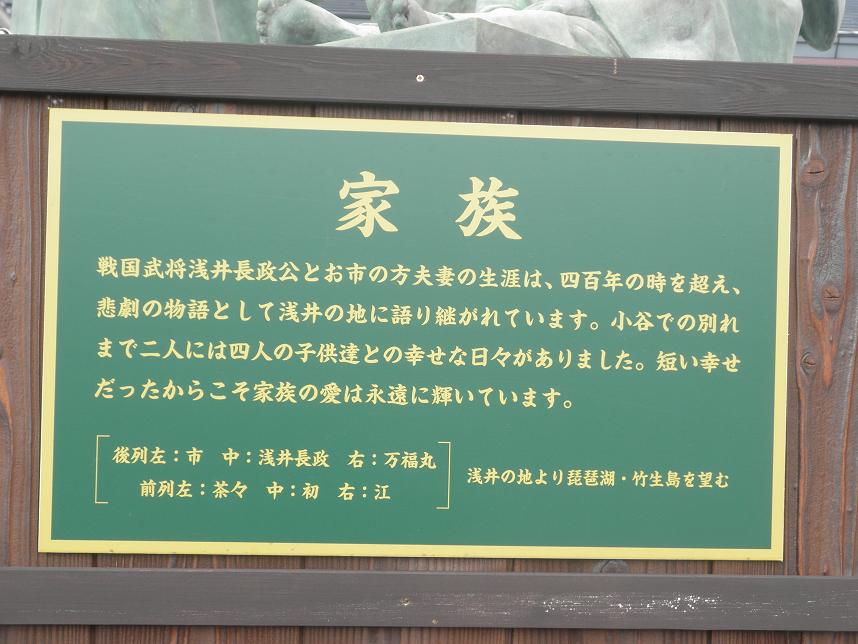 家族
戦国武将浅井長政公とお市の方夫妻の生涯は、四百年の時を超え、
悲劇の物語として浅井の地に語り継がれています。小谷での別れ
まで二人には四人の子供達との幸せな日々がありました。短い幸せ
だったからこそ家族の愛は永遠に輝いています。
後列左：市　中：浅井長政　右：万福丸
前列左：茶々　中：初　右：江
浅井の地より琵琶湖・竹生島を望む